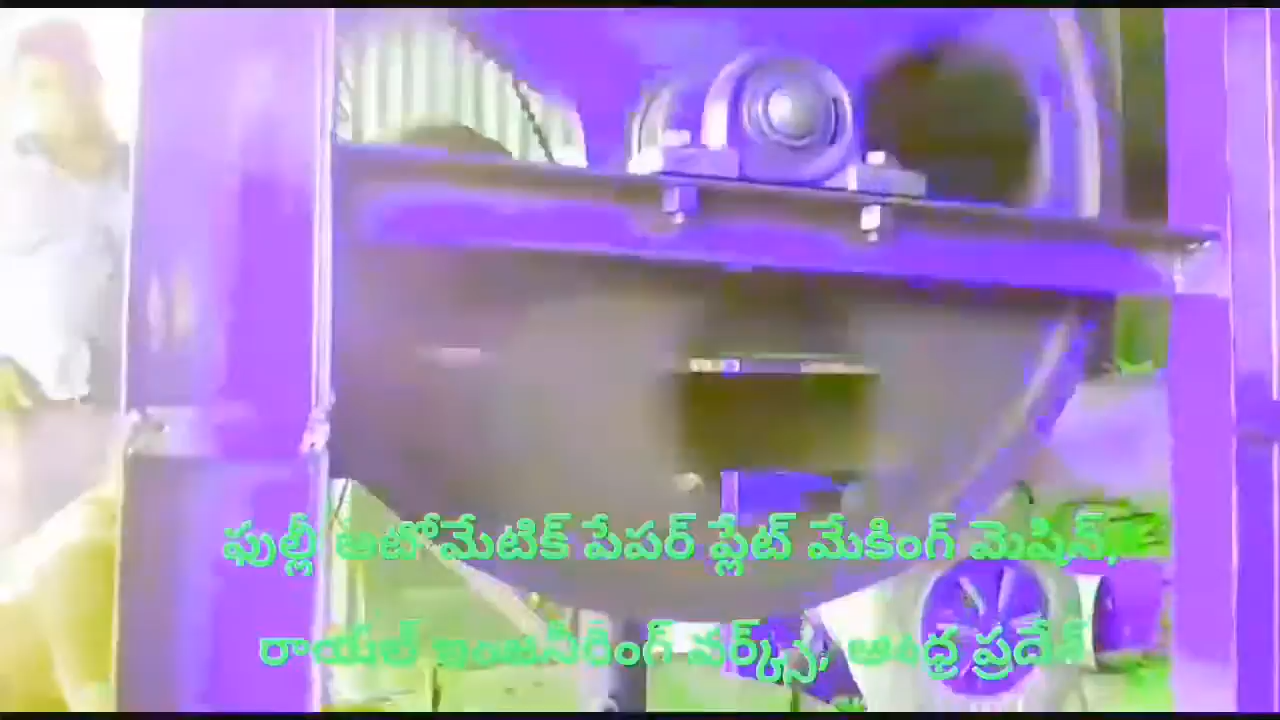 ఫుల్లీ ఆటోమేటిక్ పేపర్ ప్లేట్ మేకింగ్ మెషిన్,
రాయల్ ఇంజనీరింగ్ వర్క్స్, ఆంధ్ర ప్రదేశ్